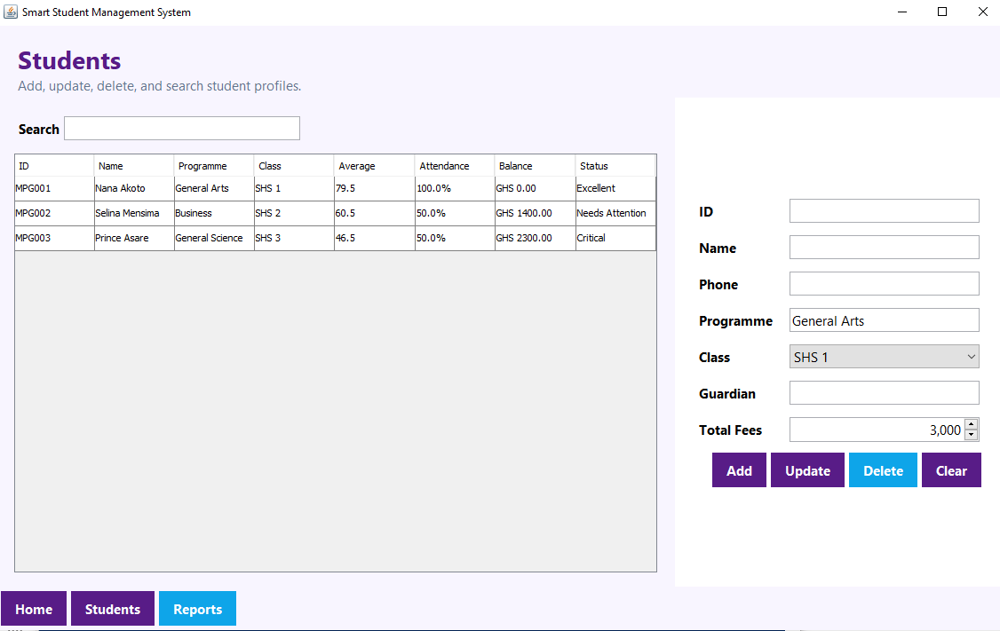 Smart Student Management System
Students
Add, update, delete, and search student profiles.
Search
ID Name Programme Class Average Attendance Balance Status
MPG001 Nana Akoto General Arts SHS 1 79.5 100.0% GHS 0.00 Excellent
MPG002 Selina Mensima Business SHS 2 60.5 50.0% GHS 1400.00 Needs Attention
MPG003 Prince Asare General Science SHS 3 46.5 50.0% GHS 2300.00 Critical
ID
Name
Phone
Programme General Arts
Class SHS 1
Guardian
Total Fees 3,000
Add Update Delete Clear
Home Students Reports